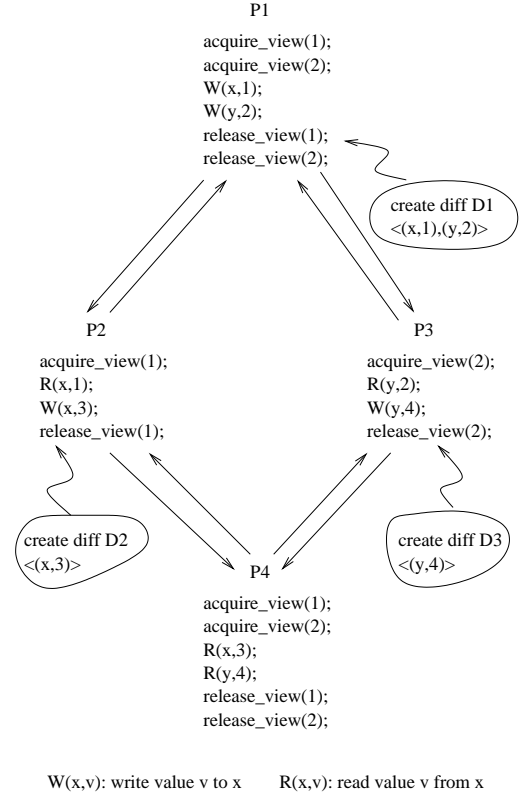 P1
acquire_view(1);
acquire_view(2);
W(x,1);
W(y,2);
release_view(1);
release_view(2);
create diff D1
<(x,1),(y,2)>
P2
acquire_view(1);
R(x,1);
W(x,3);
release_view(1);
create diff D2
<(x,3)>
P3
acquire_view(2);
R(y,2);
W(y,4);
release_view(2);
create diff D3
<(y,4)>
P4
acquire_view(1);
acquire_view(2);
R(x,3);
R(y,4);
release_view(1);
release_view(2);
W(x,v): write value v to x R(x,v): read value v from x